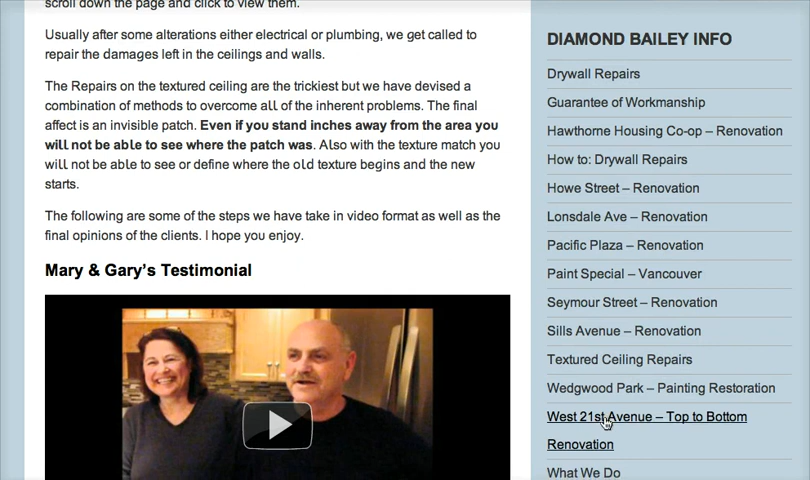 scroll down the page and click to view them.
Usually after some alterations either electrical or plumbing, we get called to
repair the damages left in the ceilings and walls.
The Repairs on the textured ceiling are the trickiest but we have devised a
combination of methods to overcome all of the inherent problems. The final
affect is an invisible patch. Even if you stand inches away from the area you
will not be able to see where the patch was. Also with the texture match you
will not be able to see or define where the old texture begins and the new
starts.
The following are some of the steps we have take in video format as well as the
final opinions of the clients. I hope you enjoy.
Mary & Gary's Testimonial
DIAMOND BAILEY INFO
Drywall Repairs
Guarantee of Workmanship
Hawthorne Housing Co-op – Renovation
How to: Drywall Repairs
Howe Street – Renovation
Lonsdale Ave – Renovation
Pacific Plaza – Renovation
Paint Special – Vancouver
Seymour Street – Renovation
Sills Avenue – Renovation
Textured Ceiling Repairs
Wedgwood Park – Painting Restoration
West 21st Avenue – Top to Bottom
Renovation
What We Do